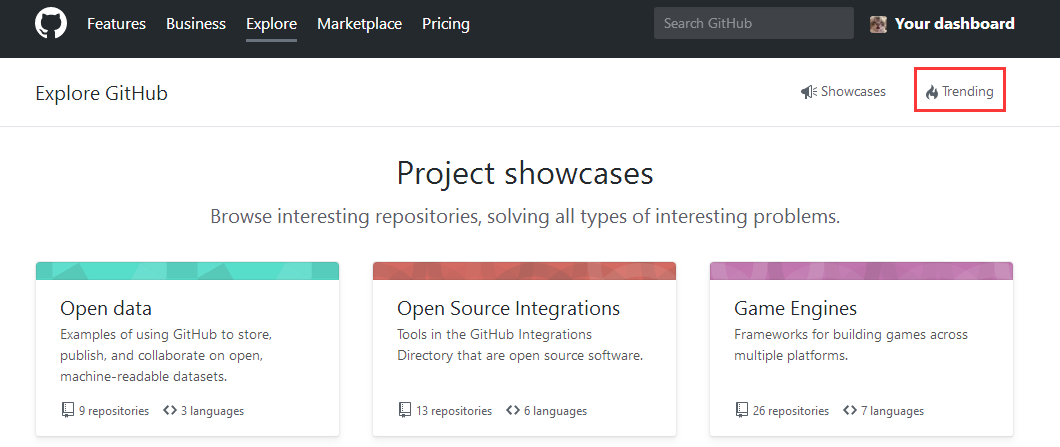 Features Business Explore Marketplace Pricing Search GitHub Your dashboard
Explore GitHub Showcases Trending
Project showcases
Browse interesting repositories, solving all types of interesting problems.
Open data
Examples of using GitHub to store,
publish, and collaborate on open,
machine-readable datasets.
9 repositories 3 languages
Open Source Integrations
Tools in the GitHub Integrations
Directory that are open source software.
13 repositories 6 languages
Game Engines
Frameworks for building games across
multiple platforms.
26 repositories 7 languages